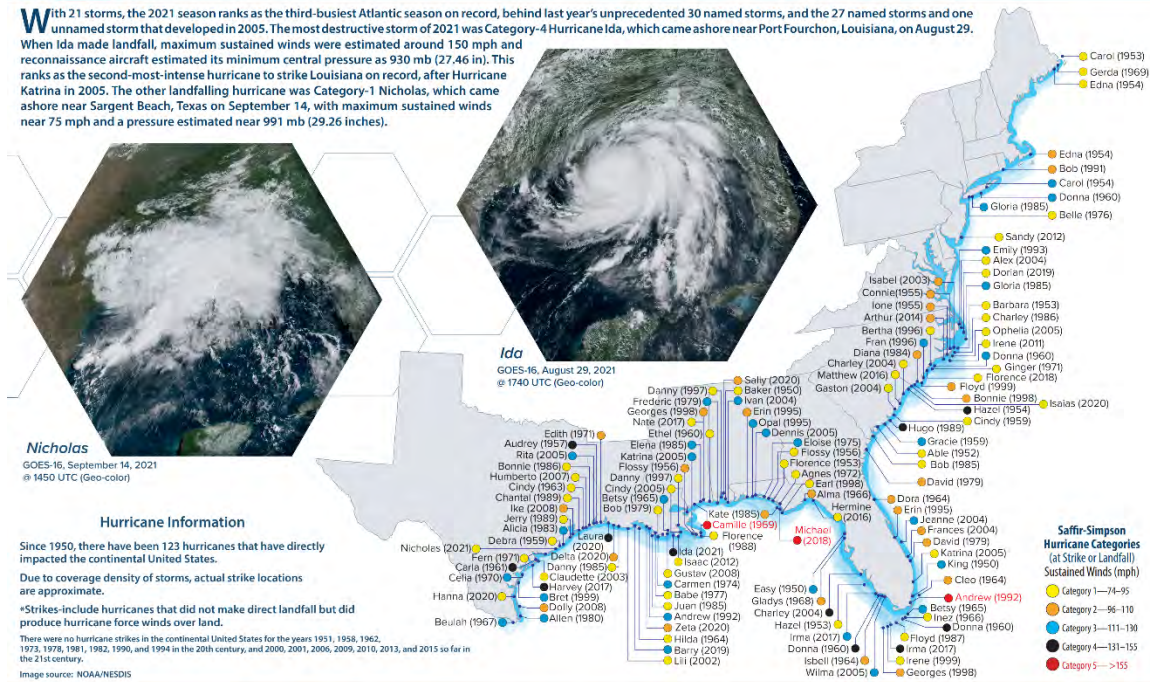 With 21 storms, the 2021 season ranks as the third-busiest Atlantic season on record, behind last year's unprecedented 30 named storms, and the 27 named storms and one
unnamed storm that developed in 2005. The most destructive storm of 2021 was Category-4 Hurricane Ida, which came ashore near Port Fourchon, Louisiana, on August 29.
When Ida made landfall, maximum sustained winds were estimated around 150 mph and
reconnaissance aircraft estimated its minimum central pressure as 930 mb (27.46 in). This
ranks as the second-most-intense hurricane to strike Louisiana on record, after Hurricane
Katrina in 2005. The other landfalling hurricane was Category-1 Nicholas, which came
ashore near Sargent Beach, Texas on September 14, with maximum sustained winds
near 75 mph and a pressure estimated near 991 mb (29.26 inches).
Nicholas
GOES-16, September 14, 2021
@ 1450 UTC (Geo-color)
Ida
GOES-16, August 29, 2021
@ 1740 UTC (Geo-color)
Carol (1953)
Gerda (1969)
Edna (1954)
Edna (1954)
Bob (1991)
Carol (1954)
Donna (1960)
Gloria (1985)
Belle (1976)
Sandy (2012)
Emily (1993)
Alex (2004)
Dorian (2019)
Gloria (1985)
Barbara (1953)
Charley (1986)
Ophelia (2005)
Irene (2011)
Donna (1960)
Ginger (1971)
Florence (2018)
Floyd (1999)
Bonnie (1998)
Isaias (2020)
Hazel (1954)
Cindy (1959)
Isabel (2003)
Connie(1955)
Ione (1955)
Arthur (2014)
Bertha (1996)
Fran (1996)
Diana (1984)
Charley (2004)
Matthew (2016)
Gaston (2004)
Hugo (1989)
Gracie (1959)
Able (1952)
Bob (1985)
David (1979)
Dora (1964)
Erin (1995)
Jeanne (2004)
Frances (2004)
David (1979)
Katrina (2005)
King (1950)
Cleo (1964)
Andrew (1992)
Betsy (1965)
Inez (1966)
Donna (1960)
Floyd (1987)
Irma (2017)
Irene (1999)
Georges (1998)
Easy (1950)
Gladys (1968)
Charley (2004)
Hazel (1953)
Irma (2017)
Donna (1960)
Isbell (1964)
Wilma (2005)
Sally (2020)
Baker (1950)
Ivan (2004)
Erin (1995)
Opal (1995)
Dennis (2005)
Eloise (1975)
Flossy (1956)
Florence (1953)
Agnes (1972)
Earl (1998)
Alma (1966)
Hermine
(2016)
Kate (1985)
Camille (1969)
Florence
(1988)
Michael
(2018)
Danny (1997)
Frederic (1979)
Georges (1998)
Nate (2017)
Ethel (1960)
Elena (1985)
Katrina (2005)
Flossy (1956)
Danny (1997)
Cindy (2005)
Betsy (1965)
Bob (1979)
Ida (2021)
Isaac (2012)
Gustav (2008)
Carmen (1974)
Babe (1977)
Juan (1985)
Andrew (1992)
Zeta (2020)
Hilda (1964)
Barry (2019)
Lili (2002)
Edith (1971)
Audrey (1957)
Rita (2005)
Bonnie (1986)
Humberto (2007)
Cindy (1963)
Chantal (1989)
Ike (2008)
Jerry (1989)
Alicia (1983)
Debra (1959)
Nicholas (2021)
Fern (1971)
Carla (1961)
Celia (1970)
Hanna (2020)
Beulah (1967)
Laura
(2020)
Delta (2020)
Danny (1985)
Claudette (2003)
Harvey (2017)
Bret (1999)
Dolly (2008)
Allen (1980)
Hurricane Information
Since 1950, there have been 123 hurricanes that have directly
impacted the continental United States.
Due to coverage density of storms, actual strike locations
are approximate.
*Strikes-include hurricanes that did not make direct landfall but did
produce hurricane force winds over land.
There were no hurricane strikes in the continental United States for the years 1951, 1958, 1962,
1973, 1978, 1981, 1982, 1990, and 1994 in the 20th century, and 2000, 2001, 2006, 2009, 2010, 2013, and 2015 so far in
the 21st century.
Image source: NOAA/NESDIS
Saffir-Simpson
Hurricane Categories
(at Strike or Landfall)
Sustained Winds (mph)
Category 1—74–95
Category 2—96–110
Category 3—111–130
Category 4—131–155
Category 5— >155